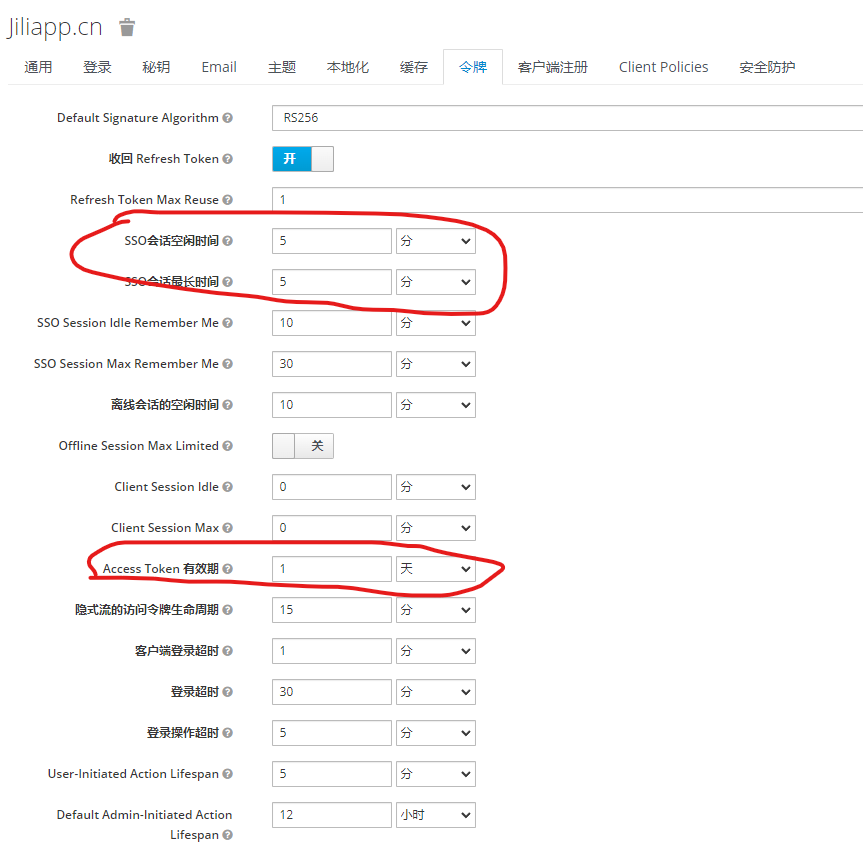 Jiliapp.cn
通用 登录 秘钥 Email 主题 本地化 缓存 令牌 客户端注册 Client Policies 安全防护
Default Signature Algorithm RS256
收回 Refresh Token 开
Refresh Token Max Reuse 1
SSO会话空闲时间 5 分
SSO会话最长时间 5 分
SSO Session Idle Remember Me 10 分
SSO Session Max Remember Me 30 分
离线会话的空闲时间 10 分
Offline Session Max Limited 关
Client Session Idle 0 分
Client Session Max 0 分
Access Token 有效期 1 天
隐式流的访问令牌生命周期 15 分
客户端登录超时 1 分
登录超时 30 分
登录操作超时 5 分
User-Initiated Action Lifespan 5 分
Default Admin-Initiated Action 12 小时
Lifespan